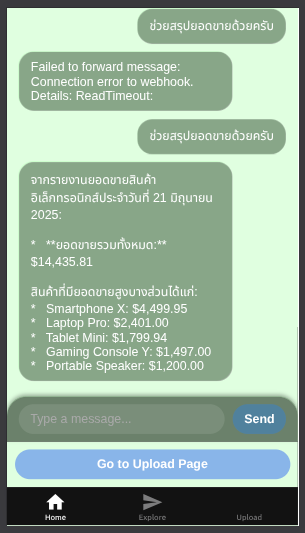 ช่วยสรุปยอดขายด้วยครับ
Failed to forward message:
Connection error to webhook.
Details: ReadTimeout:
ช่วยสรุปยอดขายด้วยครับ
จากรายงานยอดขายสินค้า
อิเล็กทรอนิกส์ประจำวันที่ 21 มิถุนายน
2025:
*   **ยอดขายรวมทั้งหมด:**
$14,435.81
สินค้าที่มียอดขายสูงบางส่วนได้แก่:
*   Smartphone X: $4,499.95
*   Laptop Pro: $2,401.00
*   Tablet Mini: $1,799.94
*   Gaming Console Y: $1,497.00
*   Portable Speaker: $1,200.00
Type a message...
Send
Go to Upload Page
Home
Explore
Upload